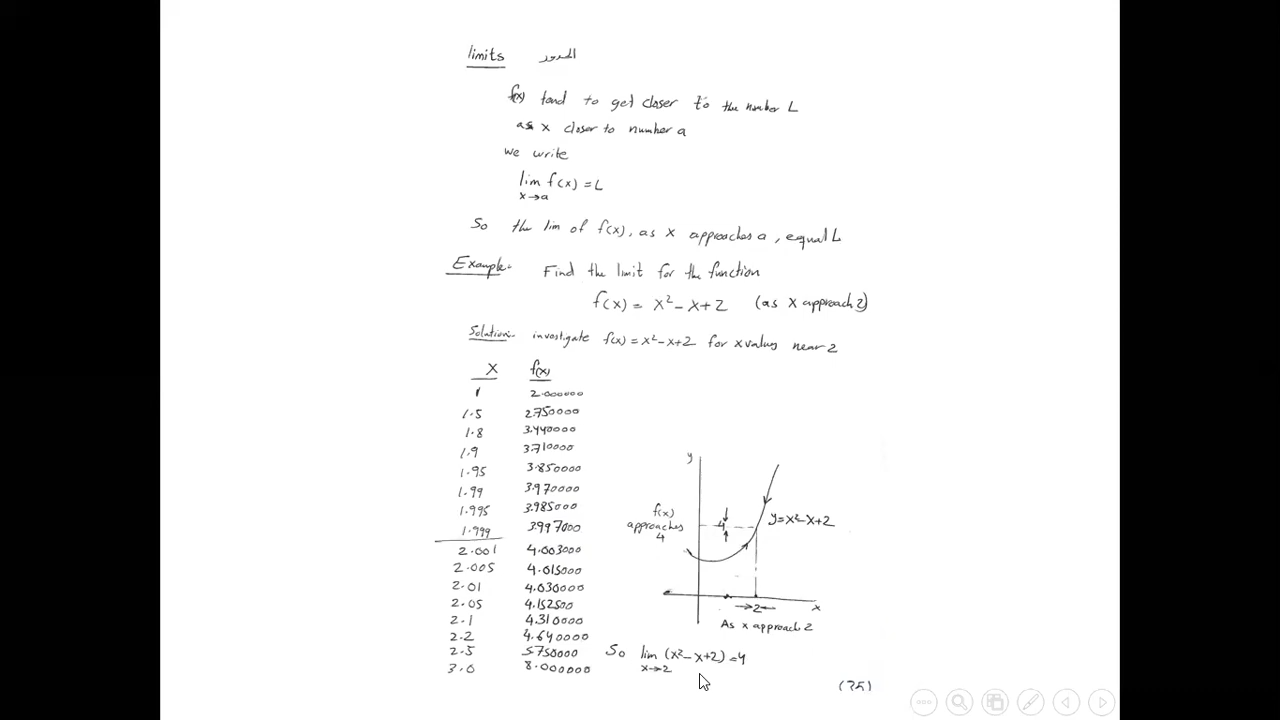 limits الحدود
f(x) tend to get closer to the number L
as x closer to number a
we write
lim f(x) = L
x→a
So the lim of f(x), as x approaches a, equal L
Example:- Find the limit for the function
f(x) = x² - x + 2 (as x approach 2)
Solution:- investigate f(x) = x² - x + 2 for x values near 2
x f(x)
1 2.000000
1.5 2.750000
1.8 3.440000
1.9 3.710000
1.95 3.850000
1.99 3.970000
1.995 3.985000
1.999 3.997000
2.001 4.003000
2.005 4.015000
2.01 4.030000
2.05 4.152500
2.1 4.310000
2.2 4.640000
2.5 5.750000
3.0 8.000000
y
f(x)
approaches
4
4
y = x² - x + 2
2
x
As x approach 2
So lim (x² - x + 2) = 4
x→2
(35)